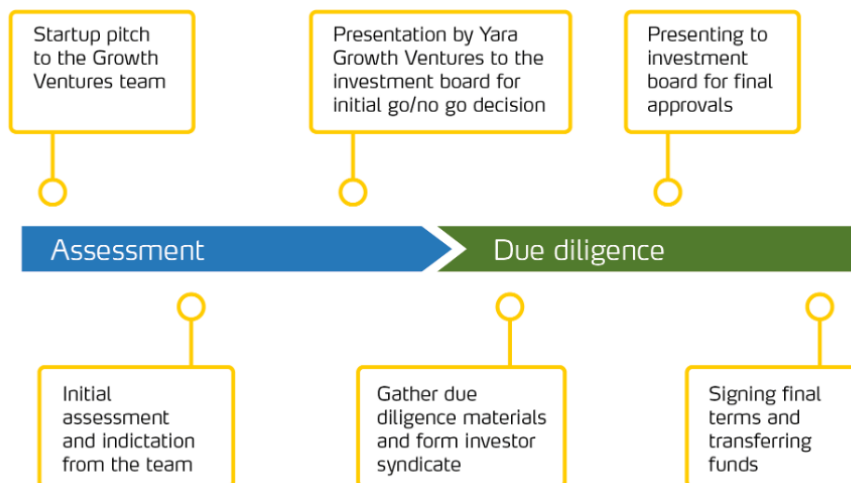 Startup pitch
to the Growth
Ventures team
Presentation by Yara
Growth Ventures to the
investment board for
initial go/no go decision
Presenting to
investment
board for final
approvals
Assessment
Due diligence
Initial
assessment
and indictation
from the team
Gather due
diligence materials
and form investor
syndicate
Signing final
terms and
transferring
funds